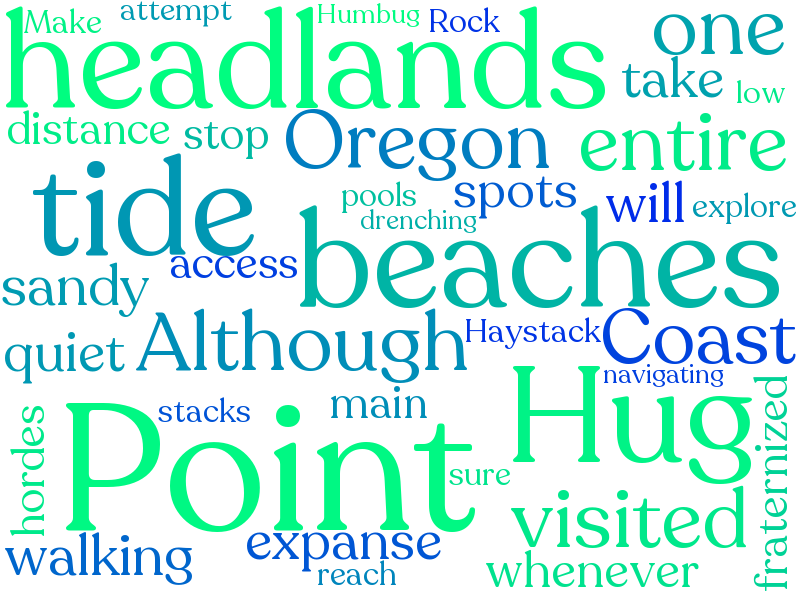 Make
attempt
Humbug
Rock
headlands
one
take
low
distance
stop
Oregon
entire
tide
pools
spots
will
explore
drenching
beaches
access
sandy
Although
Haystack
Coast
quiet
navigating
Hug
main
stacks
Point
hordes
fraternized
sure
visited
expanse
walking
reach
whenever